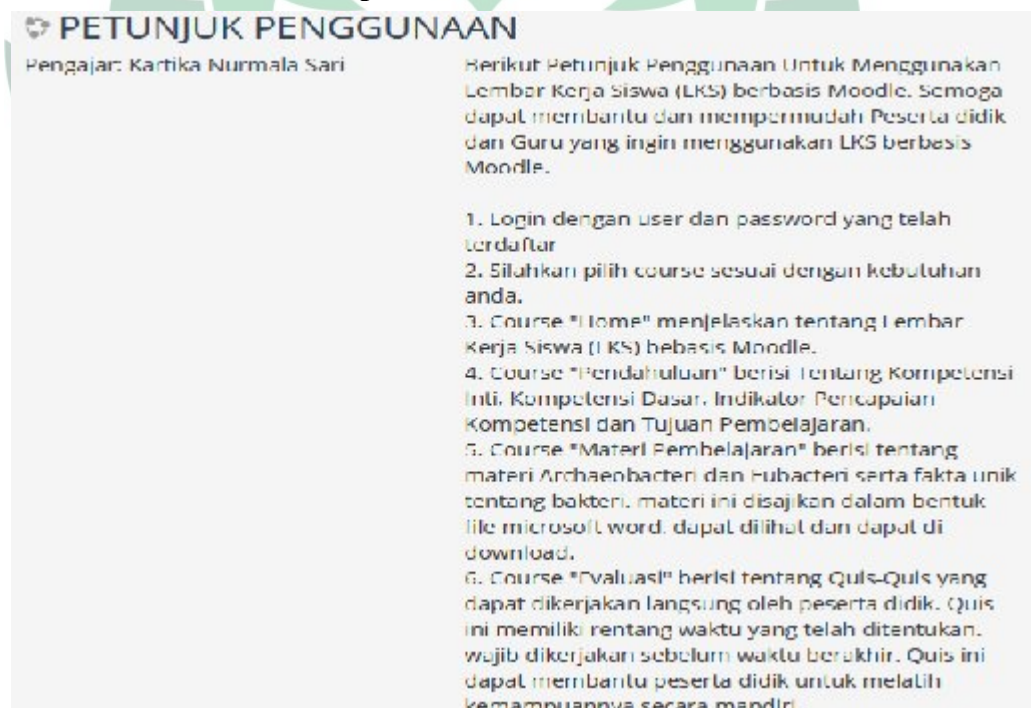 PETUNJUK PENGGUNAAN
Pengajar: Kartika Nurmala Sari
Berikut Petunjuk Penggunaan Untuk Menggunakan
Lembar Kerja Siswa (LKS) berbasis Moodle. Semoga
dapat membantu dan mempermudah Peserta didik
dan Guru yang ingin menggunakan LKS berbasis
Moodle.
1. Login dengan user dan password yang telah
terdaftar
2. Silahkan pilih course sesuai dengan kebutuhan
anda.
3. Course "Home" menjelaskan tentang Lembar
Kerja Siswa (LKS) bebasis Moodle.
4. Course "Pendahuluan" berisi Tentang Kompetensi
Inti, Kompetensi Dasar, Indikator Pencapaian
Kompetensi dan Tujuan Pembelajaran.
5. Course "Materi Pembelajaran" berisi tentang
materi Archaeobacteri dan Eubacteri serta fakta unik
tentang bakteri. materi ini disajikan dalam bentuk
file microsoft word. dapat dilihat dan dapat di
download.
6. Course "Evaluasi" berisi tentang Quis-Quis yang
dapat dikerjakan langsung oleh peserta didik. Quis
ini memiliki rentang waktu yang telah ditentukan.
wajib dikerjakan sebelum waktu berakhir. Quis ini
dapat membantu peserta didik untuk melatih
kemampuannya secara mandiri